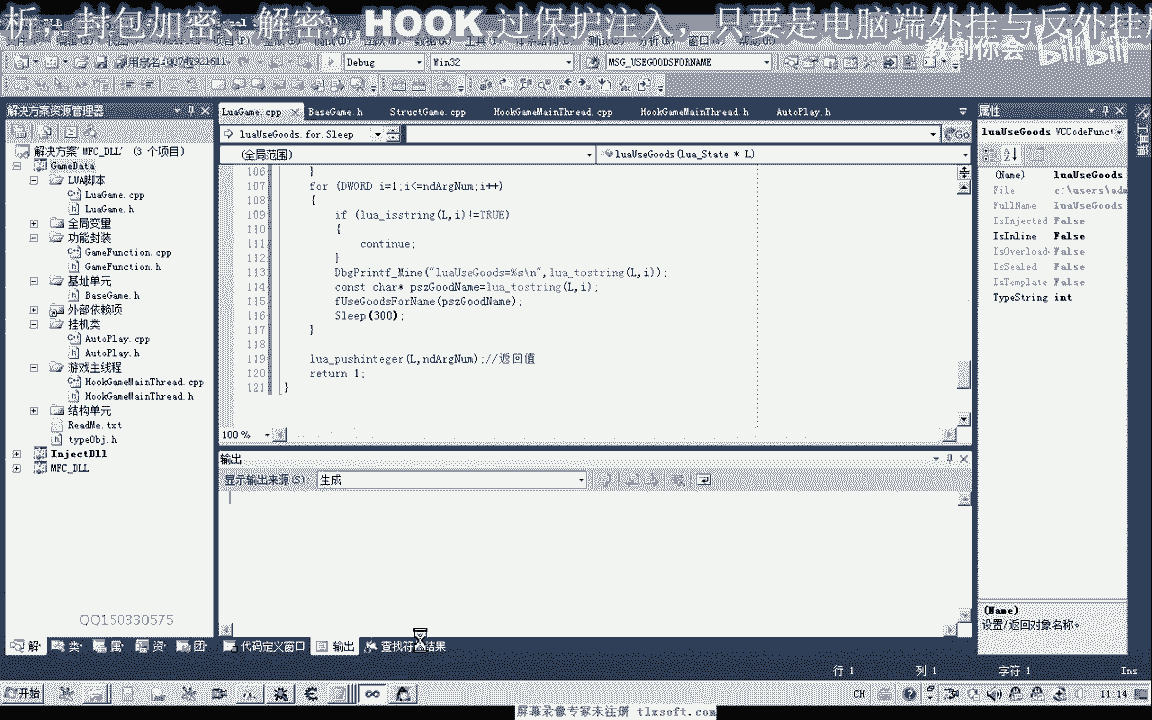 析，封包加密、解密，HOOK 过保护注入，只要是电脑端外挂与反外挂
教到你会 bilibili
Debug Win32 MSG_USEGOODSFORNAME
解决方案资源管理器
LuaGame.cpp BaseGame.h StructGame.cpp HookGameMainThread.cpp HookGameMainThread.h AutoPlay.h
属性
luaUseGoods.for.Sleep Go
luaUseGoods VCCodeFunct
(全局范围) luaUseGoods(lua_State * L)
解决方案"MFC_DLL" (3 个项目)
GameData
LUA脚本
LuaGame.cpp
LuaGame.h
全局变量
功能封装
GameFunction.cpp
GameFunction.h
基址单元
BaseGame.h
外部依赖项
挂机类
AutoPlay.cpp
AutoPlay.h
游戏主线程
HookGameMainThread.cpp
HookGameMainThread.h
结构单元
ReadMe.txt
typeObj.h
InjectDll
MFC_DLL
106 }
107 for (DWORD i=1;i<=ndArgNum;i++)
108 {
109 if (lua_isstring(L,i)!=TRUE)
110 {
111 continue;
112 }
113 DbgPrintf_Mine("luaUseGoods=%s\n",lua_tostring(L,i));
114 const char* pszGoodName=lua_tostring(L,i);
115 fUseGoodsForName(pszGoodName);
116 Sleep(300);
117 }
118
119 lua_pushinteger(L,ndArgNum);//返回值
120 return 1;
121 }
100 %
(Name) luaUseGoods
File c:\users\adm
FullName luaUseGoods
IsInjected False
IsInline False
IsOverload False
IsSealed False
IsTemplate False
TypeString int
输出
显示输出来源(S): 生成
(Name)
设置/返回对象名称。
QQ150330575
解 类 属 资 团 代码定义窗口 输出 查找符号结果
行 1 列 1 字符 1 Ins
开始 CH 11:14
屏幕录像专家未注册 tlxsoft.com